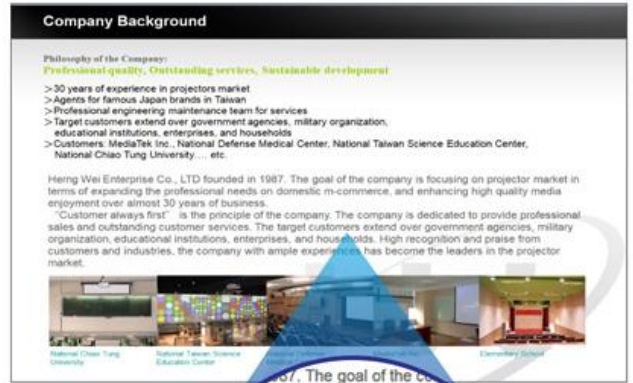 Company Background
Philosophy of the Company:
Professional quality, Outstanding services, Sustainable development
>30 years of experience in projectors market
>Agents for famous Japan brands in Taiwan
>Professional engineering maintenance team for services
>Target customers extend over government agencies, military organization,
educational institutions, enterprises, and households
>Customers: MediaTek Inc., National Defense Medical Center, National Taiwan Science Education Center,
National Chiao Tung University.… etc.
Herng Wei Enterprise Co., LTD founded in 1987. The goal of the company is focusing on projector market in
terms of expanding the professional needs on domestic m-commerce, and enhancing high quality media
enjoyment over almost 30 years of business.
"Customer always first" is the principle of the company. The company is dedicated to provide professional
sales and outstanding customer services. The target customers extend over government agencies, military
organization, educational institutions, enterprises, and households. High recognition and praise from
customers and industries, the company with ample experiences has become the leaders in the projector
market.
National Chiao Tung
University
National Taiwan Science
Education Center
National Defense
Elementary School
87. The goal of the co